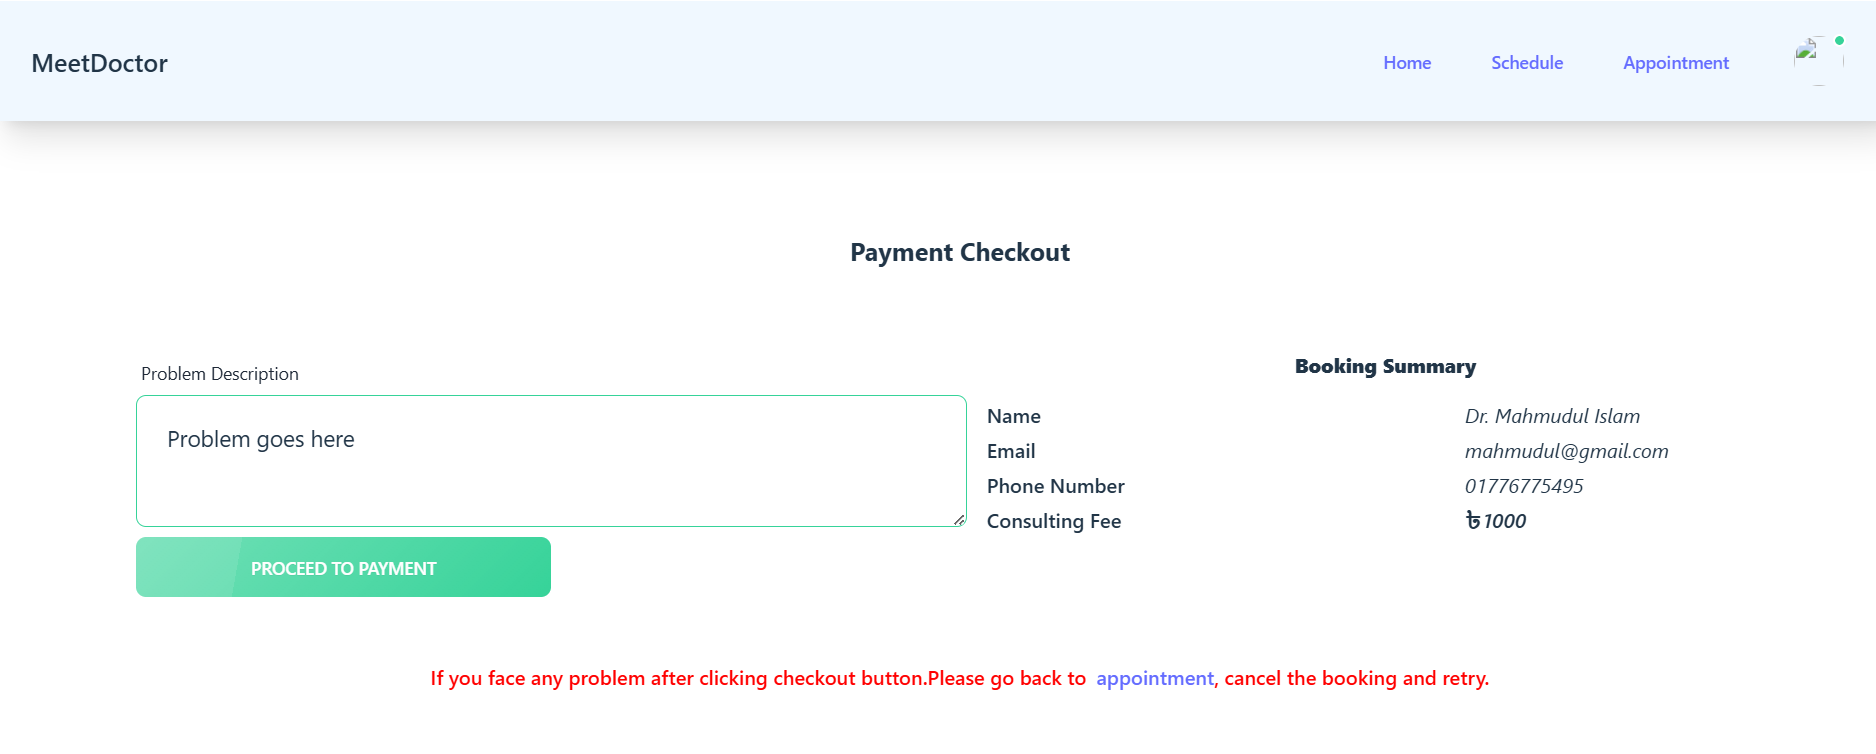 MeetDoctor
Home Schedule Appointment
Payment Checkout
Problem Description
Problem goes here
PROCEED TO PAYMENT
Booking Summary
Name Dr. Mahmudul Islam
Email mahmudul@gmail.com
Phone Number 01776775495
Consulting Fee ৳ 1000
If you face any problem after clicking checkout button.Please go back to appointment, cancel the booking and retry.